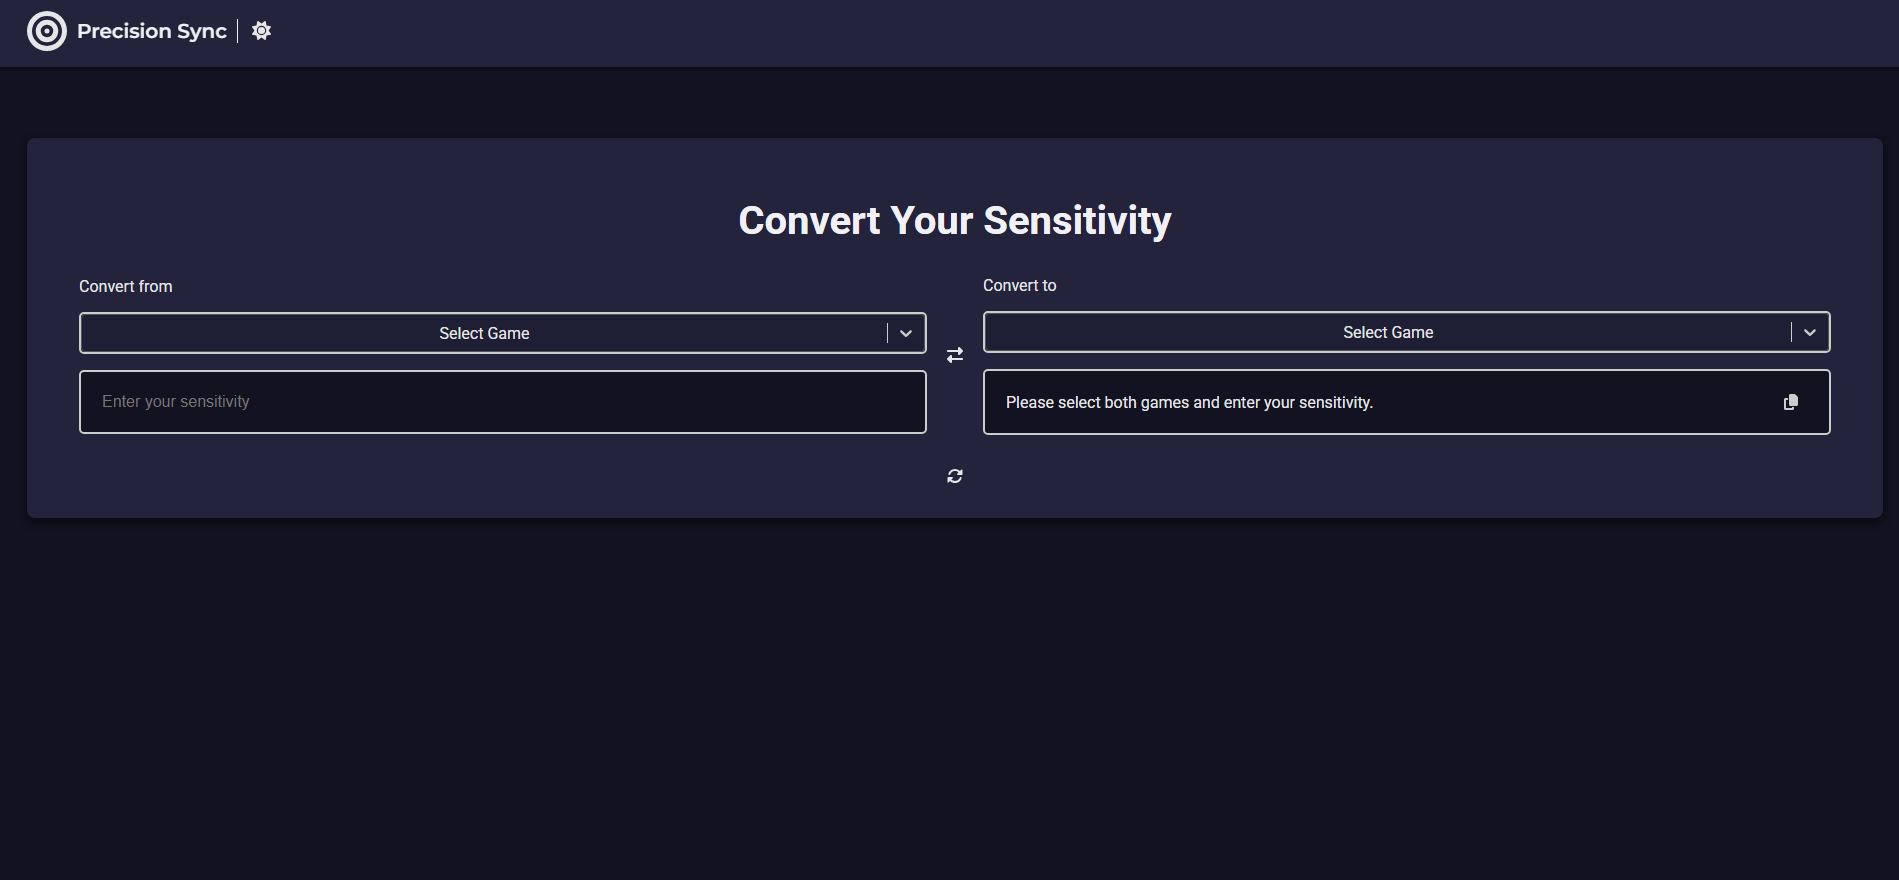 Precision Sync
Convert Your Sensitivity
Convert from
Select Game
Enter your sensitivity
Convert to
Select Game
Please select both games and enter your sensitivity.